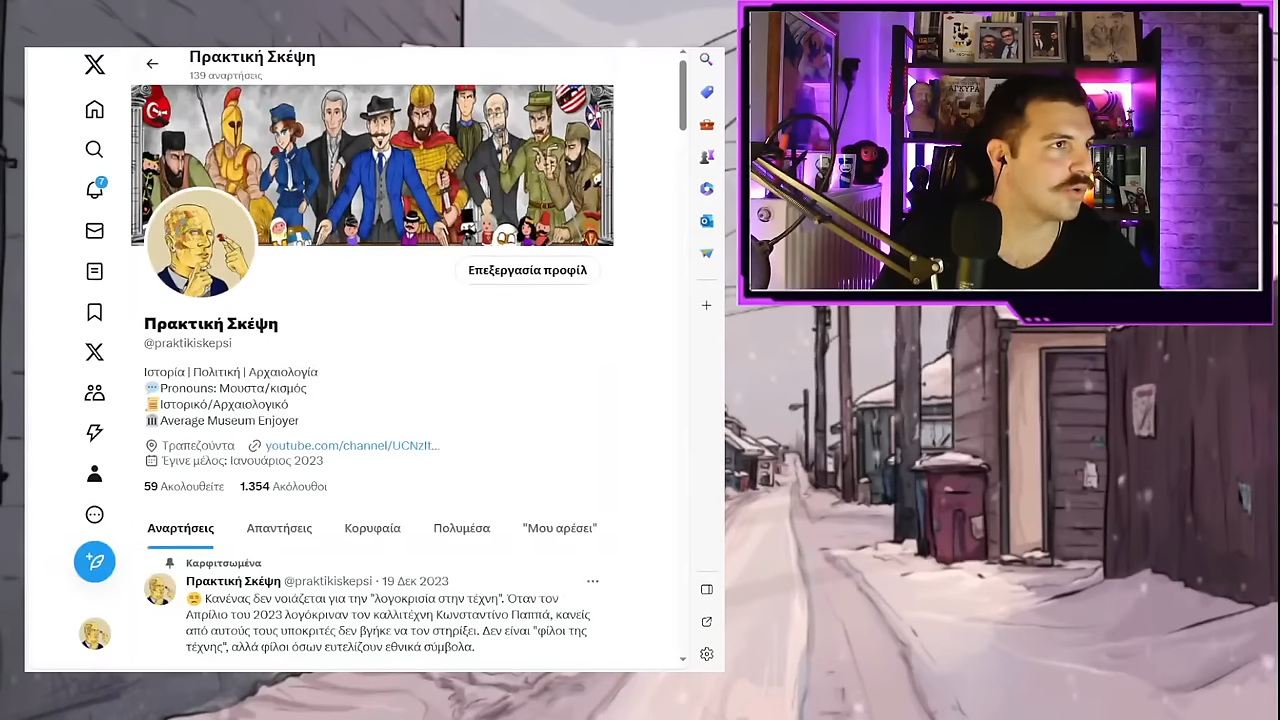 Πρακτική Σκέψη
139 αναρτήσεις
7
Επεξεργασία προφίλ
Πρακτική Σκέψη
@praktikiskepsi
Ιστορία | Πολιτική | Αρχαιολογία
Pronouns: Μουστα/κισμός
Ιστορικό/Αρχαιολογικό
Average Museum Enjoyer
Τραπεζούντα youtube.com/channel/UCNzIt...
Έγινε μέλος: Ιανουάριος 2023
59 Ακολουθείτε 1.354 Ακόλουθοι
Αναρτήσεις Απαντήσεις Κορυφαία Πολυμέσα "Μου αρέσει"
Καρφιτσωμένα
Πρακτική Σκέψη @praktikiskepsi · 19 Δεκ 2023
Κανένας δεν νοιάζεται για την "λογοκρισία στην τέχνη". Όταν τον
Απρίλιο του 2023 λογόκριναν τον καλλιτέχνη Κωνσταντίνο Παππά, κανείς
από αυτούς τους υποκριτές δεν βγήκε να τον στηρίξει. Δεν είναι "φίλοι της
τέχνης", αλλά φίλοι όσων ευτελίζουν εθνικά σύμβολα.
ΑΓΚΥΡΑ